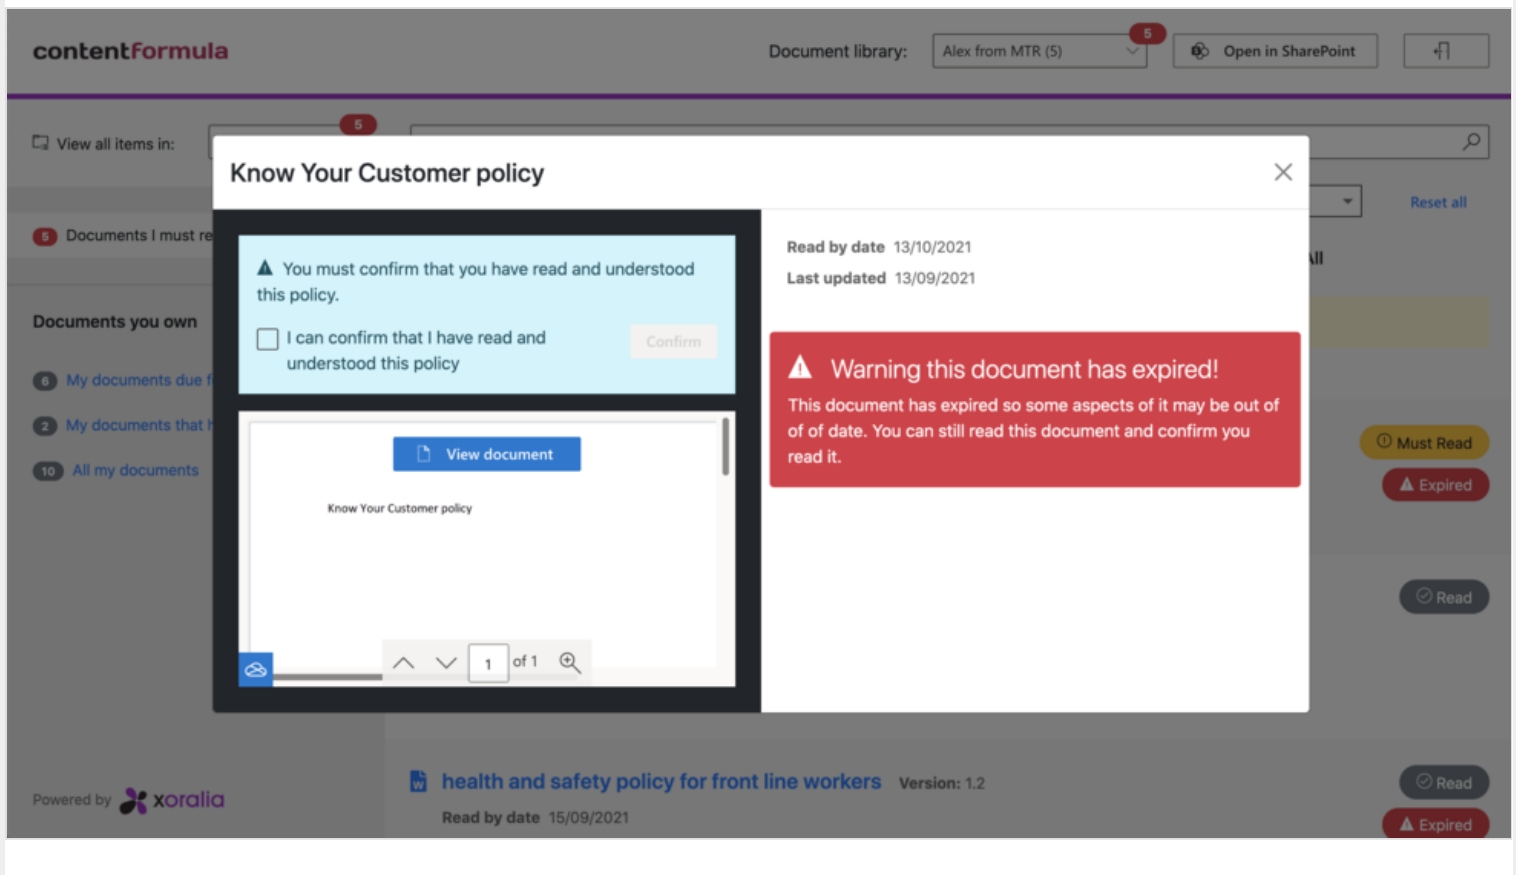 contentformula
Document library:
Alex from MTR (5)
5
Open in SharePoint
View all items in:
5
Reset all
5 Documents I must re
All
Documents you own
6 My documents due f
2 My documents that h
10 All my documents
Know Your Customer policy
You must confirm that you have read and understood
this policy.
I can confirm that I have read and
understood this policy
Confirm
View document
Know Your Customer policy
1 of 1
Read by date 13/10/2021
Last updated 13/09/2021
Warning this document has expired!
This document has expired so some aspects of it may be out of
of of date. You can still read this document and confirm you
read it.
Must Read
Expired
Read
health and safety policy for front line workers Version: 1.2
Read by date 15/09/2021
Read
Expired
Powered by xoralia